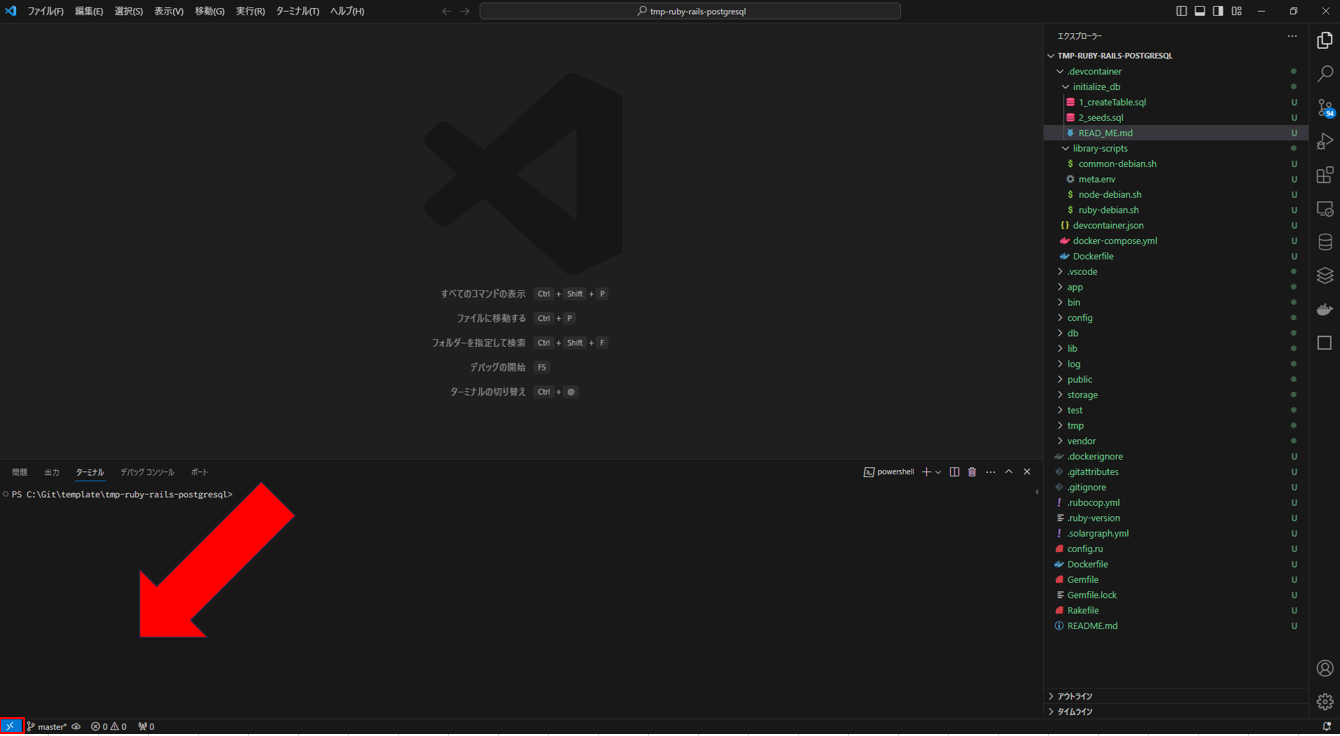 ファイル(F) 編集(E) 選択(S) 表示(V) 移動(G) 実行(R) ターミナル(T) ヘルプ(H) tmp-ruby-rails-postgresql
すべてのコマンドの表示 Ctrl + Shift + P
ファイルに移動する Ctrl + P
フォルダーを指定して検索 Ctrl + Shift + F
デバッグの開始 F5
ターミナルの切り替え Ctrl + @
問題 出力 ターミナル デバッグ コンソール ポート powershell
PS C:\Git\template\tmp-ruby-rails-postgresql>
エクスプローラー
TMP-RUBY-RAILS-POSTGRESQL
.devcontainer
initialize_db
1_createTable.sql U
2_seeds.sql U
READ_ME.md U
library-scripts
common-debian.sh U
meta.env U
node-debian.sh U
ruby-debian.sh U
devcontainer.json U
docker-compose.yml U
Dockerfile U
.vscode
app
bin
config
db
lib
log
public
storage
test
tmp
vendor
.dockerignore U
.gitattributes U
.gitignore U
.rubocop.yml U
.ruby-version U
.solargraph.yml U
config.ru U
Dockerfile U
Gemfile U
Gemfile.lock U
Rakefile U
README.md U
アウトライン
タイムライン
94
master* 0 0 0